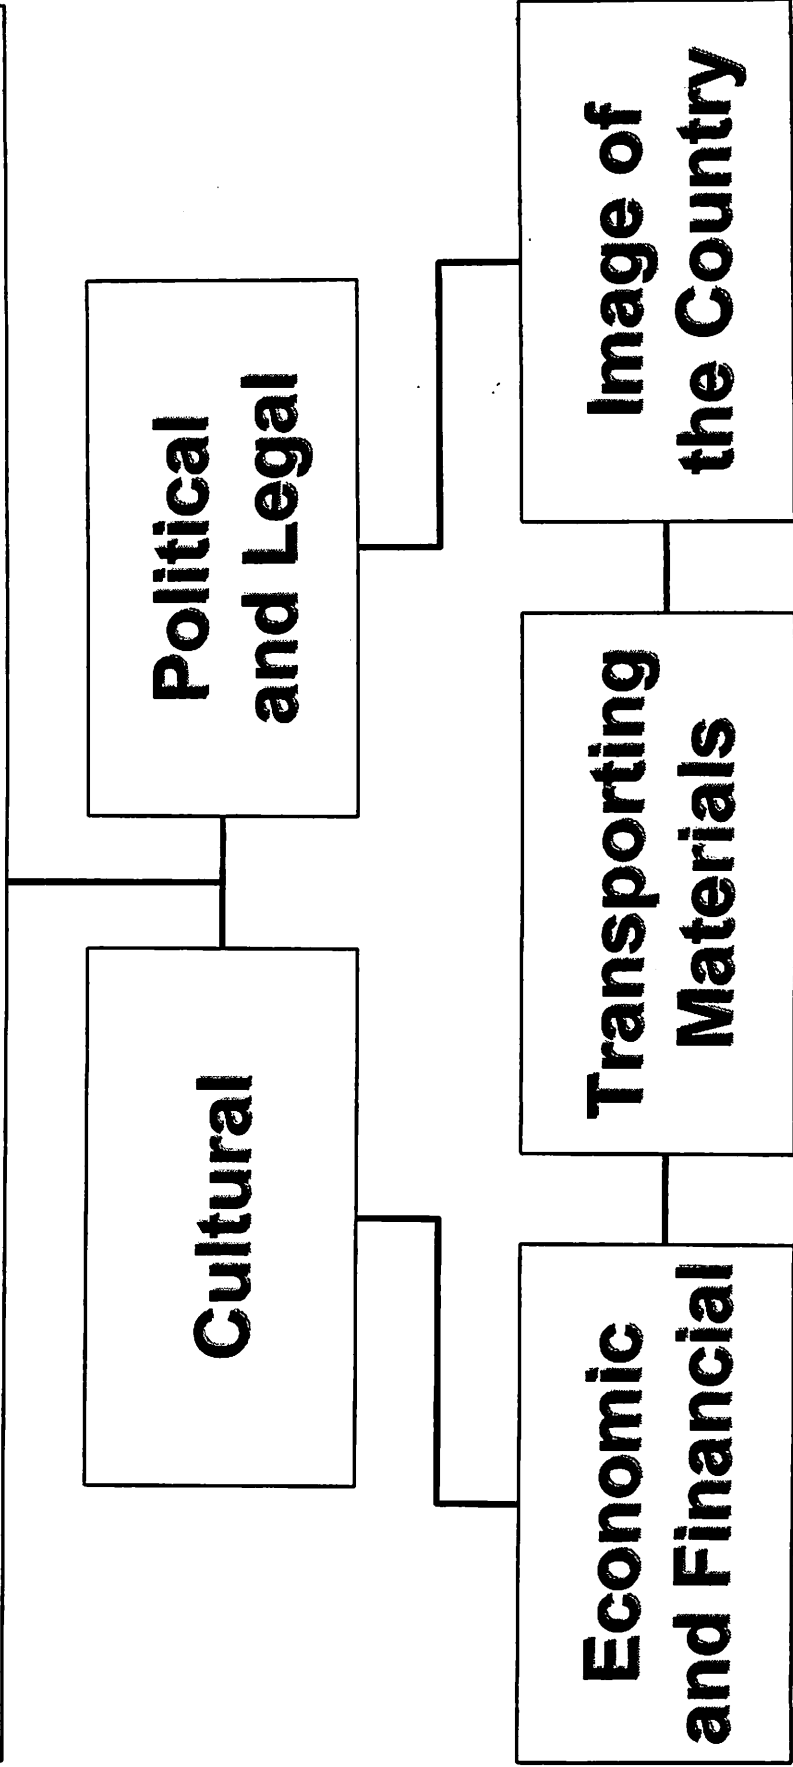 Cultural
Political
and Legal
Economic
and Financial
Transporting
Materials
Image of
the Country